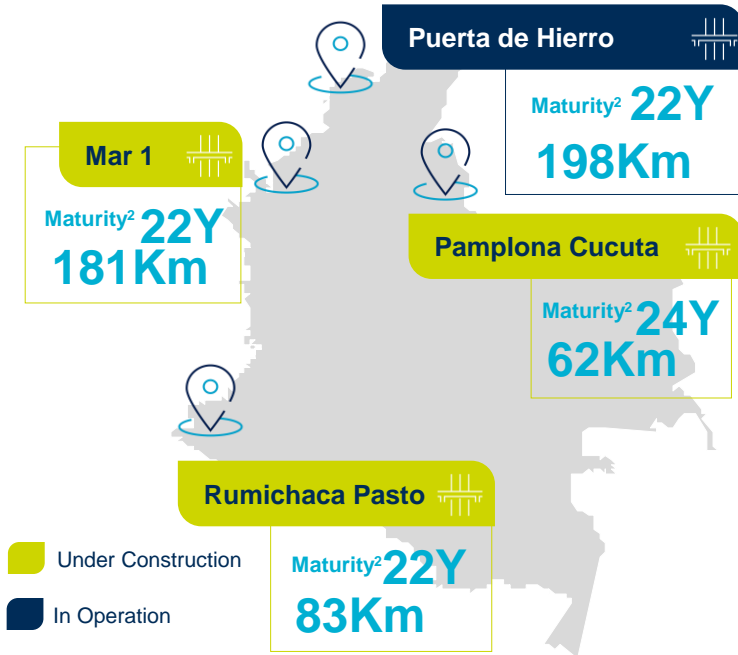 Puerta de Hierro
Maturity² 22Y
198Km
Mar 1
Maturity² 22Y
181Km
Pamplona Cucuta
Maturity² 24Y
62Km
Rumichaca Pasto
Maturity² 22Y
83Km
Under Construction
In Operation